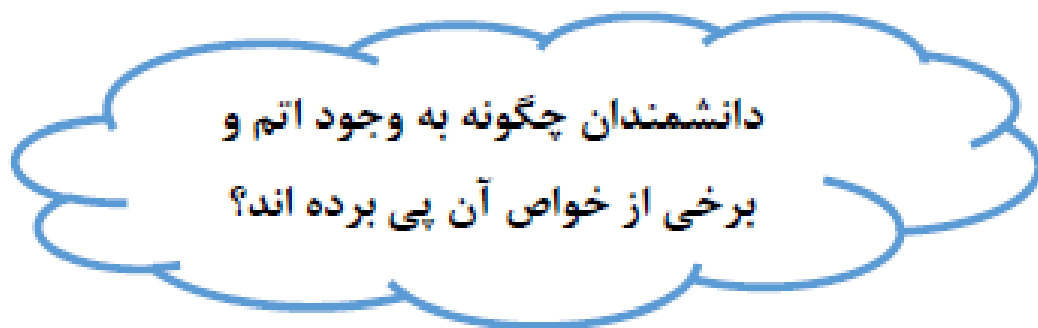 دانشمندان چگونه به وجود اتم و
برخی از خواص آن پی برده اند؟